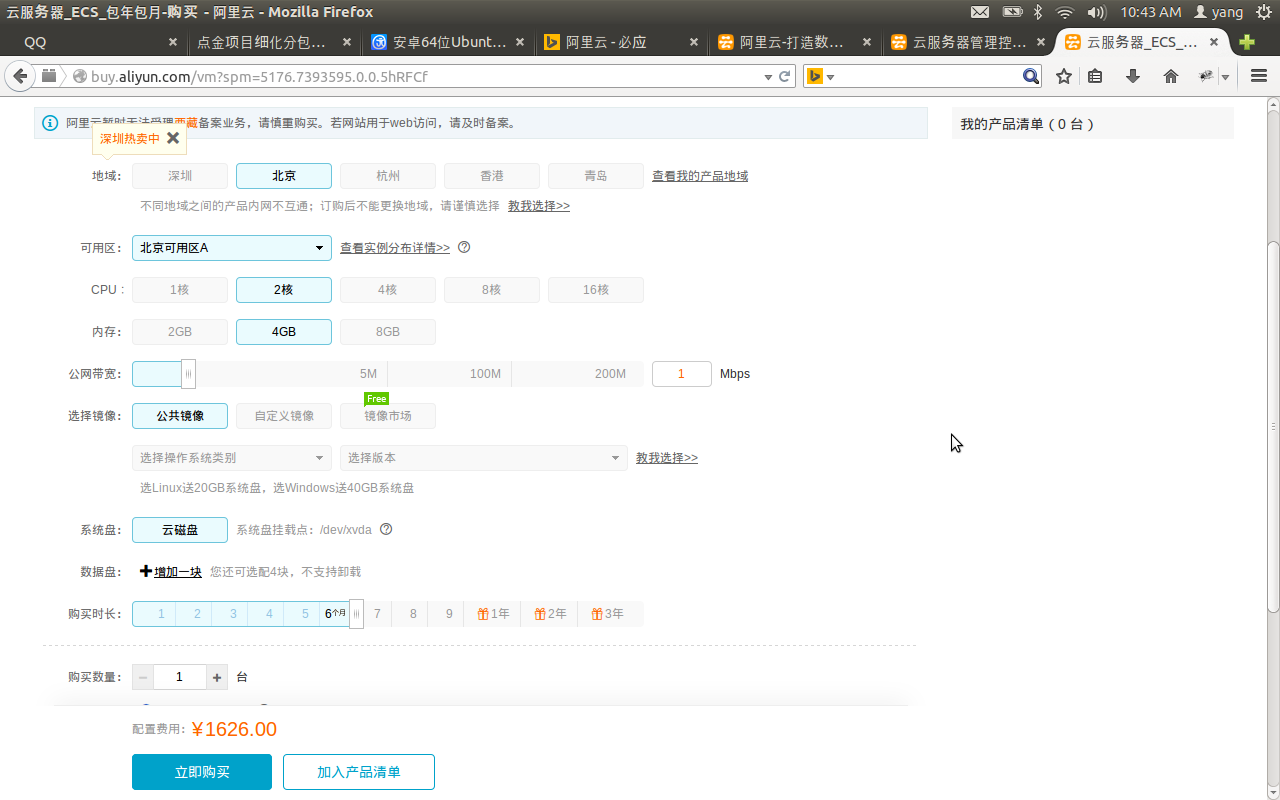 云服务器_ECS_包年包月-购买 - 阿里云 - Mozilla Firefox 10:43 AM yang
QQ 点金项目细化分包... 安卓64位Ubunt... 阿里云 - 必应 阿里云-打造数... 云服务器管理控... 云服务器_ECS_...
buy.aliyun.com/vm?spm=5176.7393595.0.0.5hRFCf
阿里云暂时无法受理西藏备案业务，请慎重购买。若网站用于web访问，请及时备案。
我的产品清单 ( 0 台 )
深圳热卖中
地域: 深圳 北京 杭州 香港 青岛 查看我的产品地域
不同地域之间的产品内网不互通；订购后不能更换地域，请谨慎选择 教我选择>>
可用区: 北京可用区A 查看实例分布详情>>
CPU : 1核 2核 4核 8核 16核
内存: 2GB 4GB 8GB
公网带宽: 5M 100M 200M 1 Mbps
Free
选择镜像: 公共镜像 自定义镜像 镜像市场
选择操作系统类别 选择版本 教我选择>>
选Linux送20GB系统盘，选Windows送40GB系统盘
系统盘: 云磁盘 系统盘挂载点：/dev/xvda
数据盘: 增加一块 您还可选配4块，不支持卸载
购买时长: 1 2 3 4 5 6个月 7 8 9 1年 2年 3年
购买数量: 1 台
配置费用: ¥1626.00
立即购买 加入产品清单